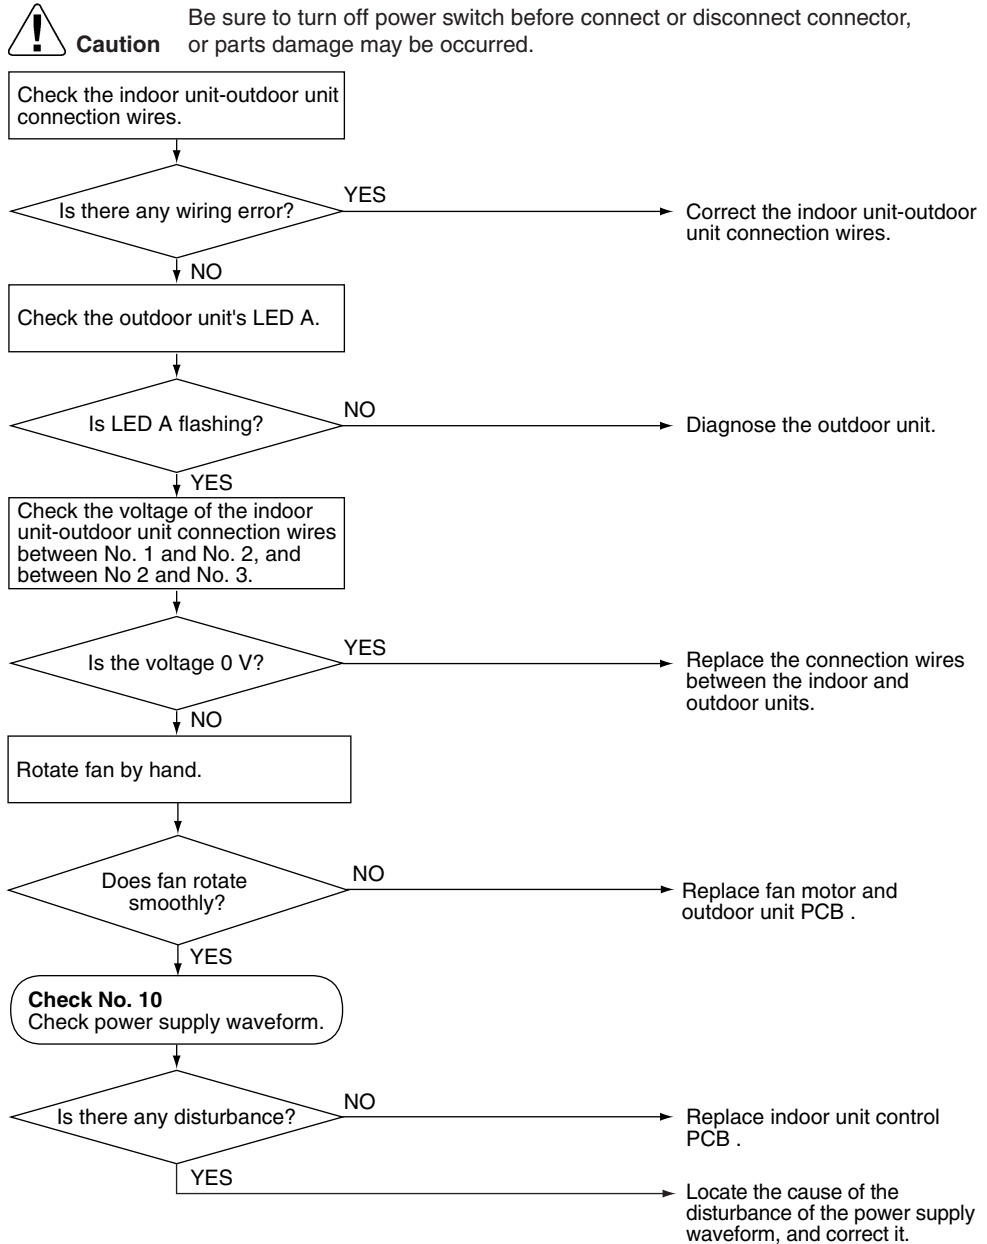 Be sure to turn off power switch before connect or disconnect connector,
Caution or parts damage may be occurred.
Check the indoor unit-outdoor unit
connection wires.
YES
Is there any wiring error?
Correct the indoor unit-outdoor
unit connection wires.
NO
Check the outdoor unit's LED A.
NO
Is LED A flashing?
Diagnose the outdoor unit.
YES
Check the voltage of the indoor
unit-outdoor unit connection wires
between No. 1 and No. 2, and
between No 2 and No. 3.
YES
Is the voltage 0 V?
Replace the connection wires
between the indoor and
outdoor units.
NO
Rotate fan by hand.
NO
Does fan rotate
smoothly?
Replace fan motor and
outdoor unit PCB .
YES
Check No. 10
Check power supply waveform.
NO
Is there any disturbance?
Replace indoor unit control
PCB .
YES
Locate the cause of the
disturbance of the power supply
waveform, and correct it.